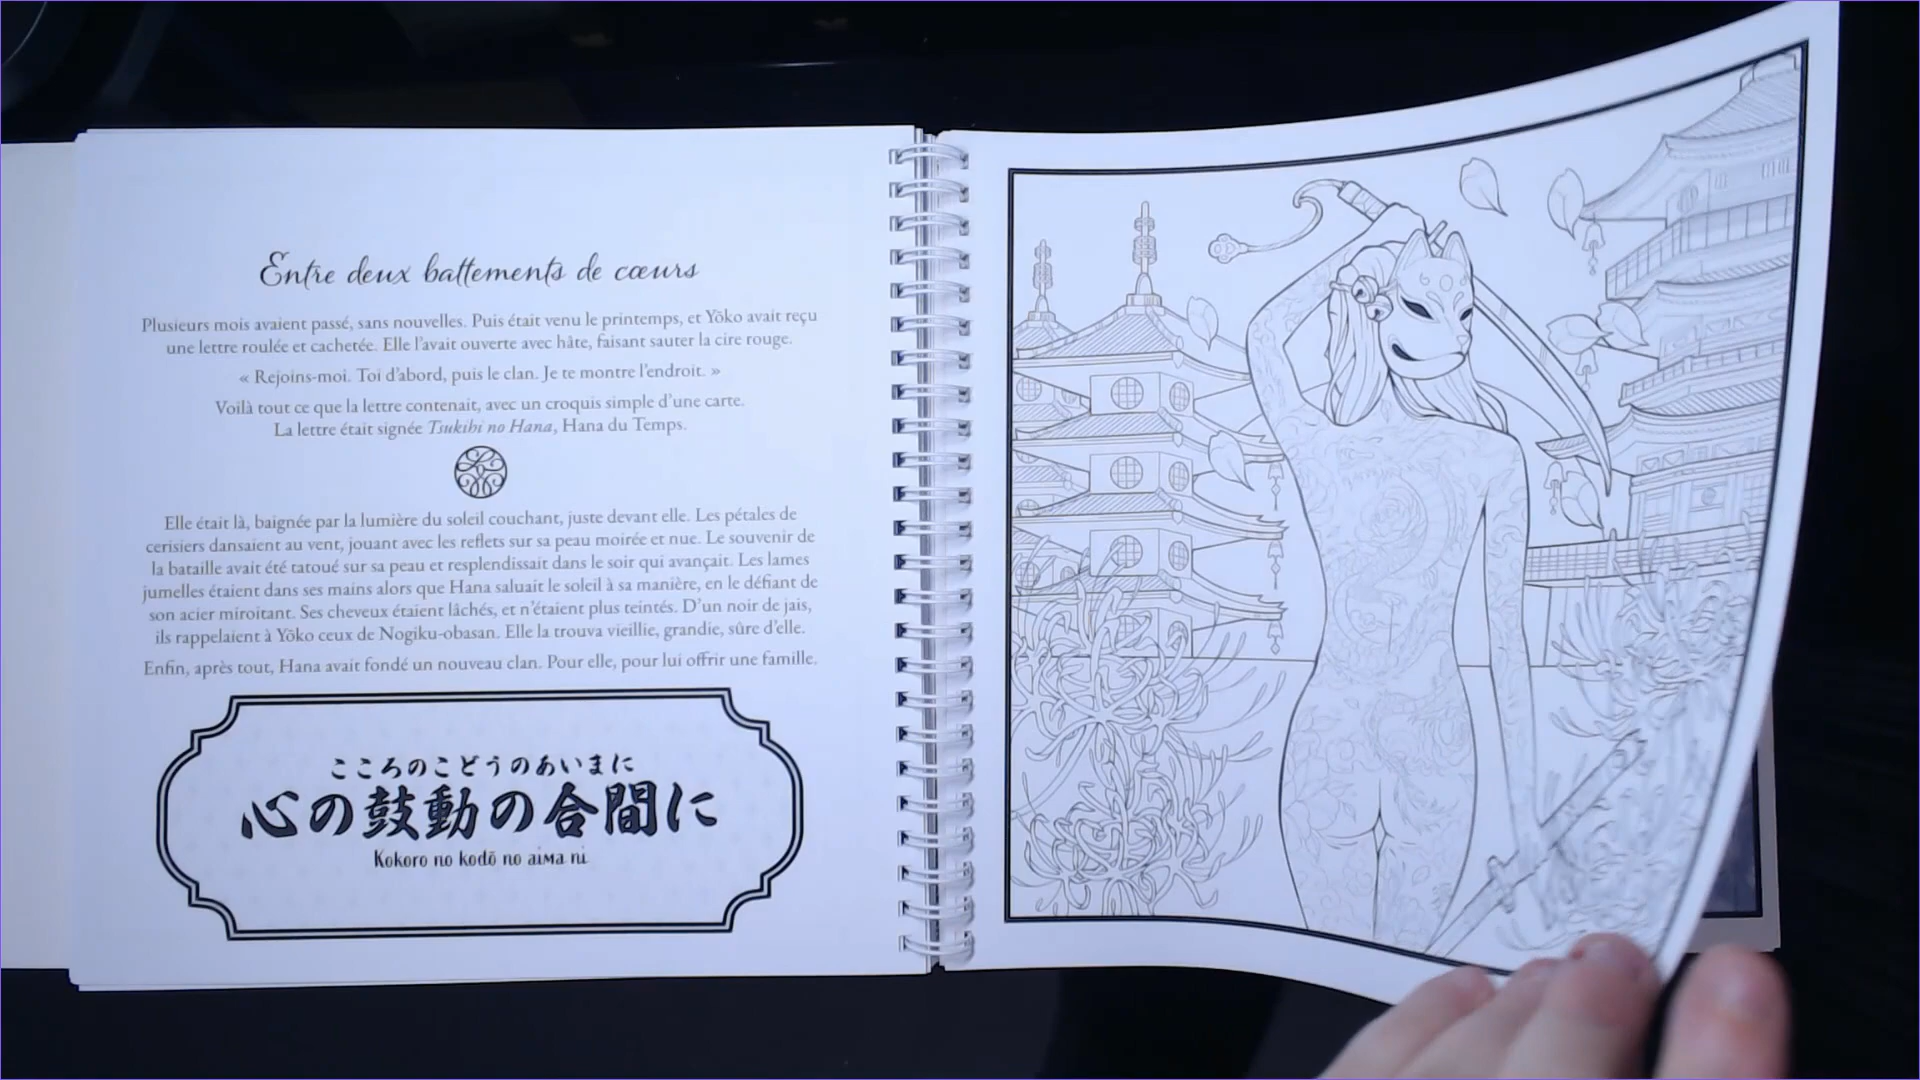 Entre deux battements de cœurs
Plusieurs mois avaient passé, sans nouvelles. Puis était venu le printemps, et Yōko avait reçu
une lettre roulée et cachetée. Elle l'avait ouverte avec hâte, faisant sauter la cire rouge.
« Rejoins-moi. Toi d'abord, puis le clan. Je te montre l'endroit. »
Voilà tout ce que la lettre contenait, avec un croquis simple d'une carte.
La lettre était signée Tsukibi no Hana, Hana du Temps.
Elle était là, baignée par la lumière du soleil couchant, juste devant elle. Les pétales de
cerisiers dansaient au vent, jouant avec les reflets sur sa peau moirée et nue. Le souvenir de
la bataille avait été tatoué sur sa peau et resplendissait dans le soir qui avançait. Les lames
jumelles étaient dans ses mains alors que Hana saluait le soleil à sa manière, en le défiant de
son acier miroitant. Ses cheveux étaient lâchés, et n'étaient plus teintés. D'un noir de jais,
ils rappelaient à Yōko ceux de Nogiku-obasan. Elle la trouva vieillie, grandie, sûre d'elle.
Enfin, après tout, Hana avait fondé un nouveau clan. Pour elle, pour lui offrir une famille.
こころのこどうのあいまに
心の鼓動の合間に
Kokoro no kodō no aima ni